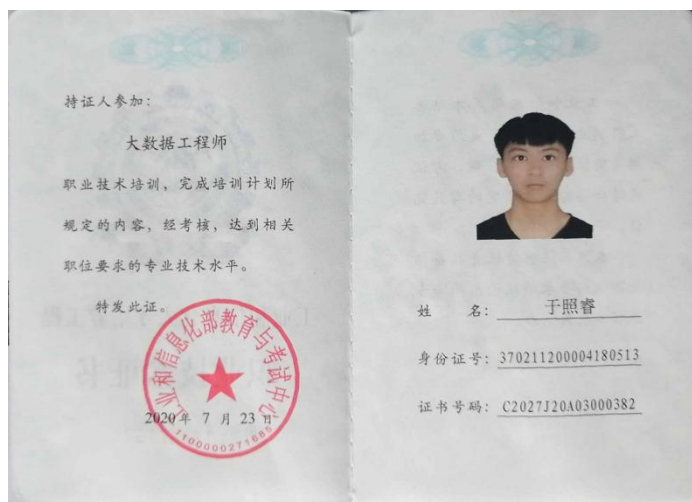 持证人参加：
大数据工程师
职业技术培训，完成培训计划所
规定的内容，经考核，达到相关
职位要求的专业技术水平。
特发此证。
工业和信息化部教育与考试中心
2020年 7 月 23 日
1100000271685
姓 名：于照睿
身份证号：370211200004180513
证书号码：C2027J20A03000382